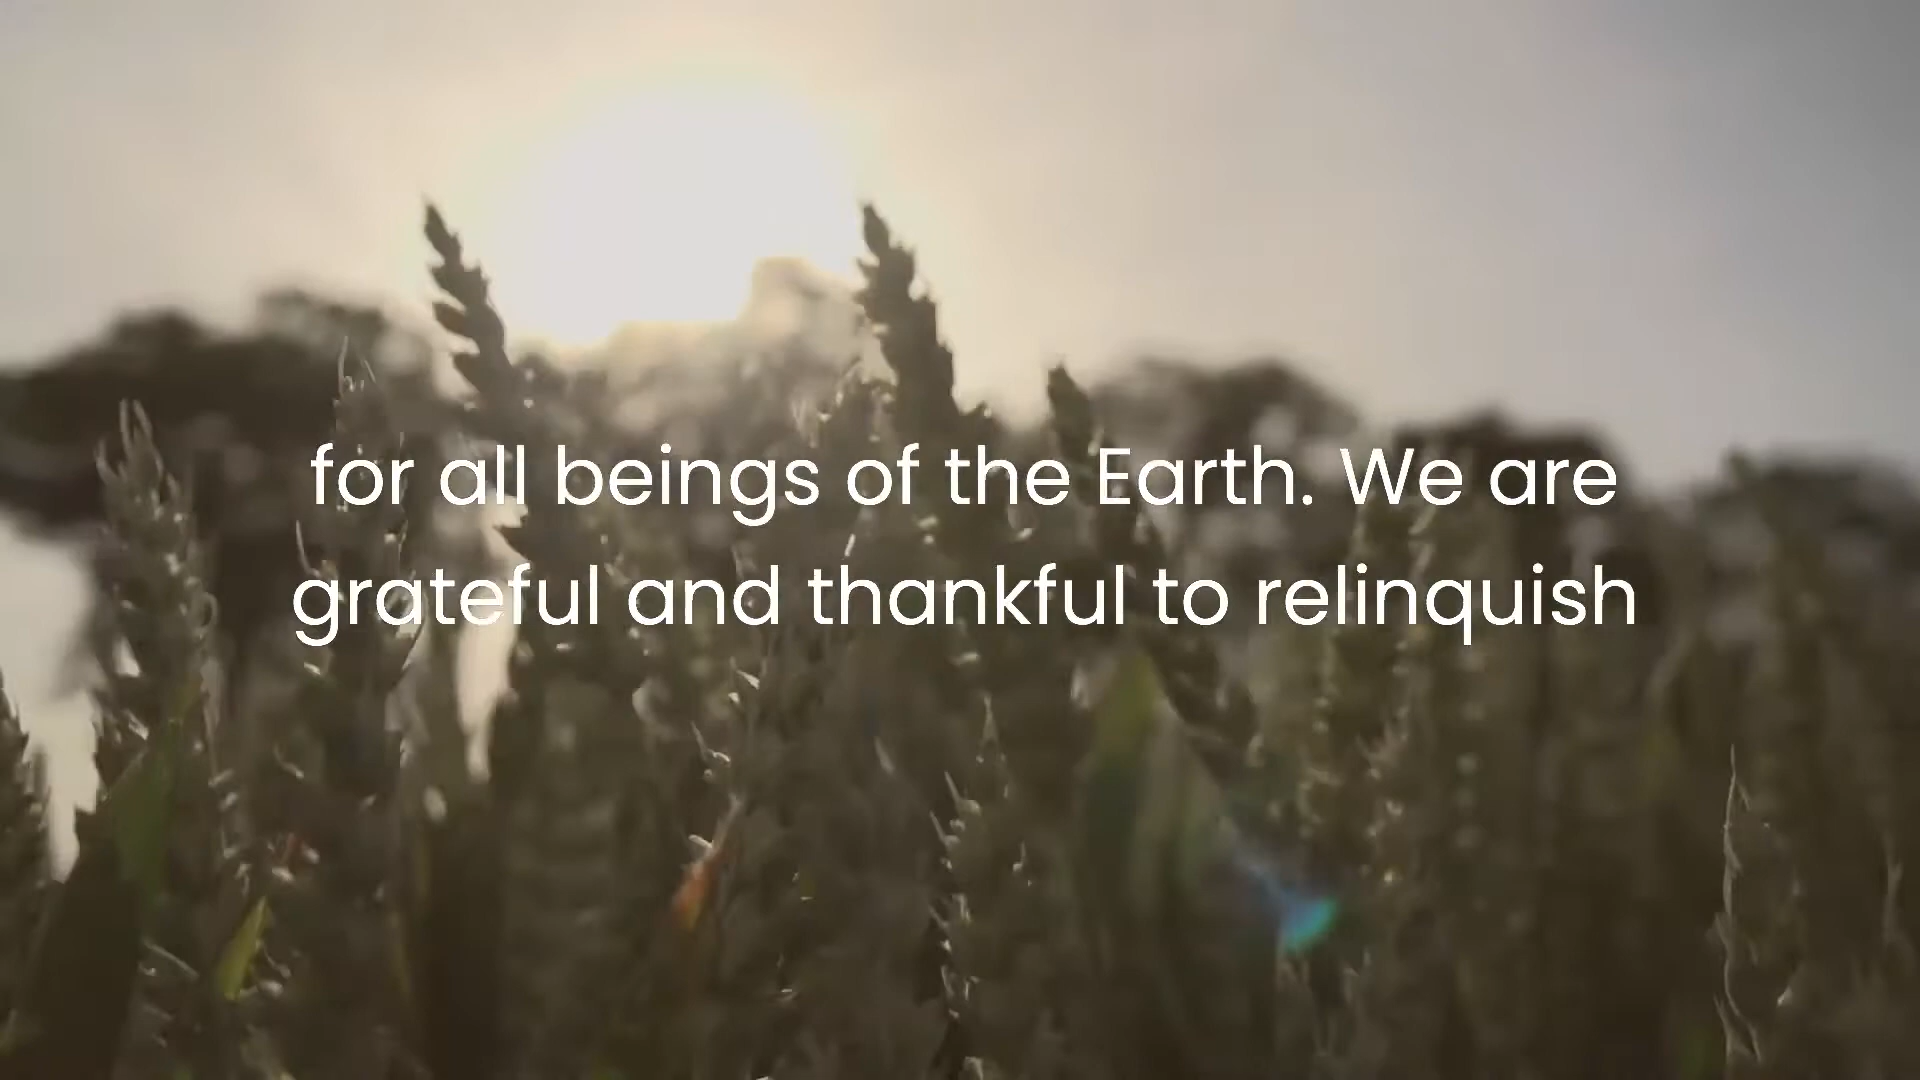 for all beings of the Earth. We are
grateful and thankful to relinquish